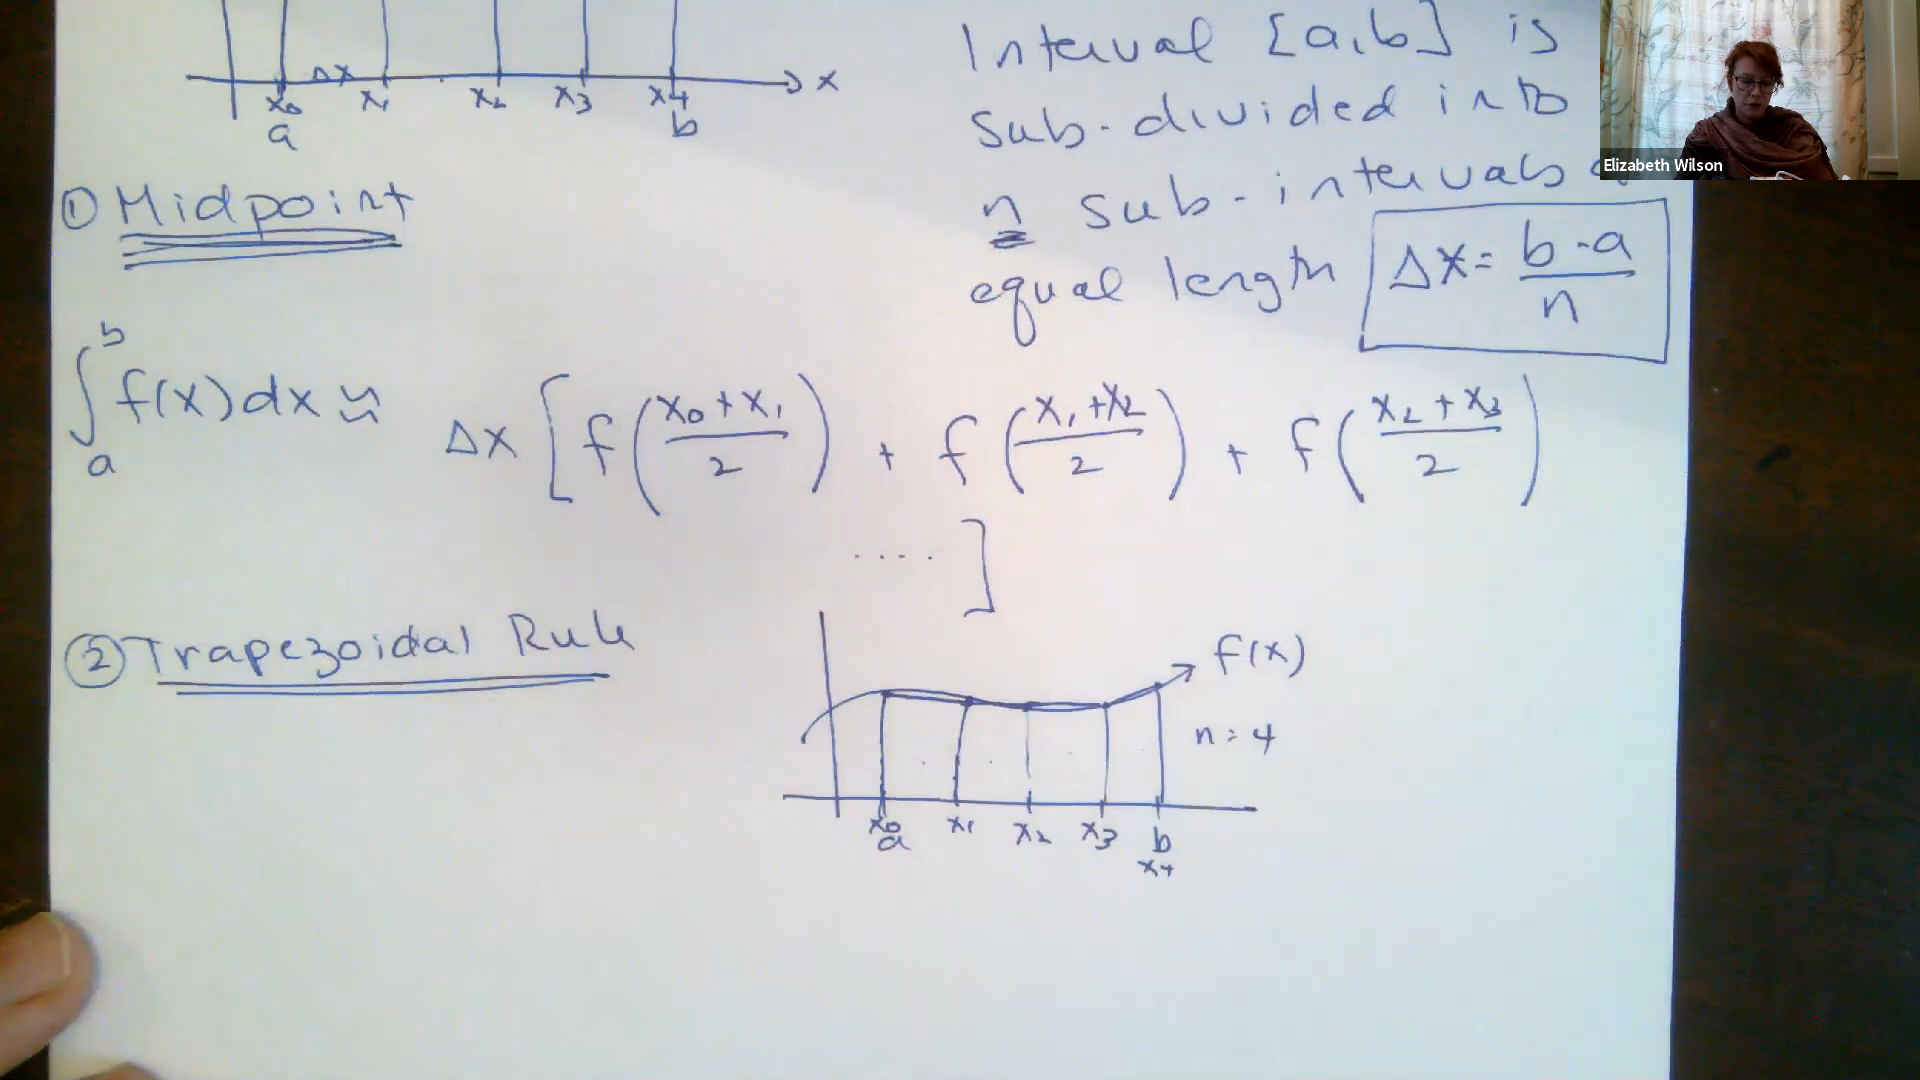 Δx
x
x₀ x₁ x₂ x₃ x₄
a b
Interval [a,b] is
sub-divided into
n sub-intervals
equal length Δx = b-a / n
Elizabeth Wilson
① Midpoint
∫ₐᵇ f(x)dx ≈ Δx [ f( x₀+x₁ / 2 ) + f( x₁+x₂ / 2 ) + f( x₂+x₃ / 2 )
.... ]
② Trapezoidal Rule
f(x)
n = 4
x₀ x₁ x₂ x₃ b
a x₄